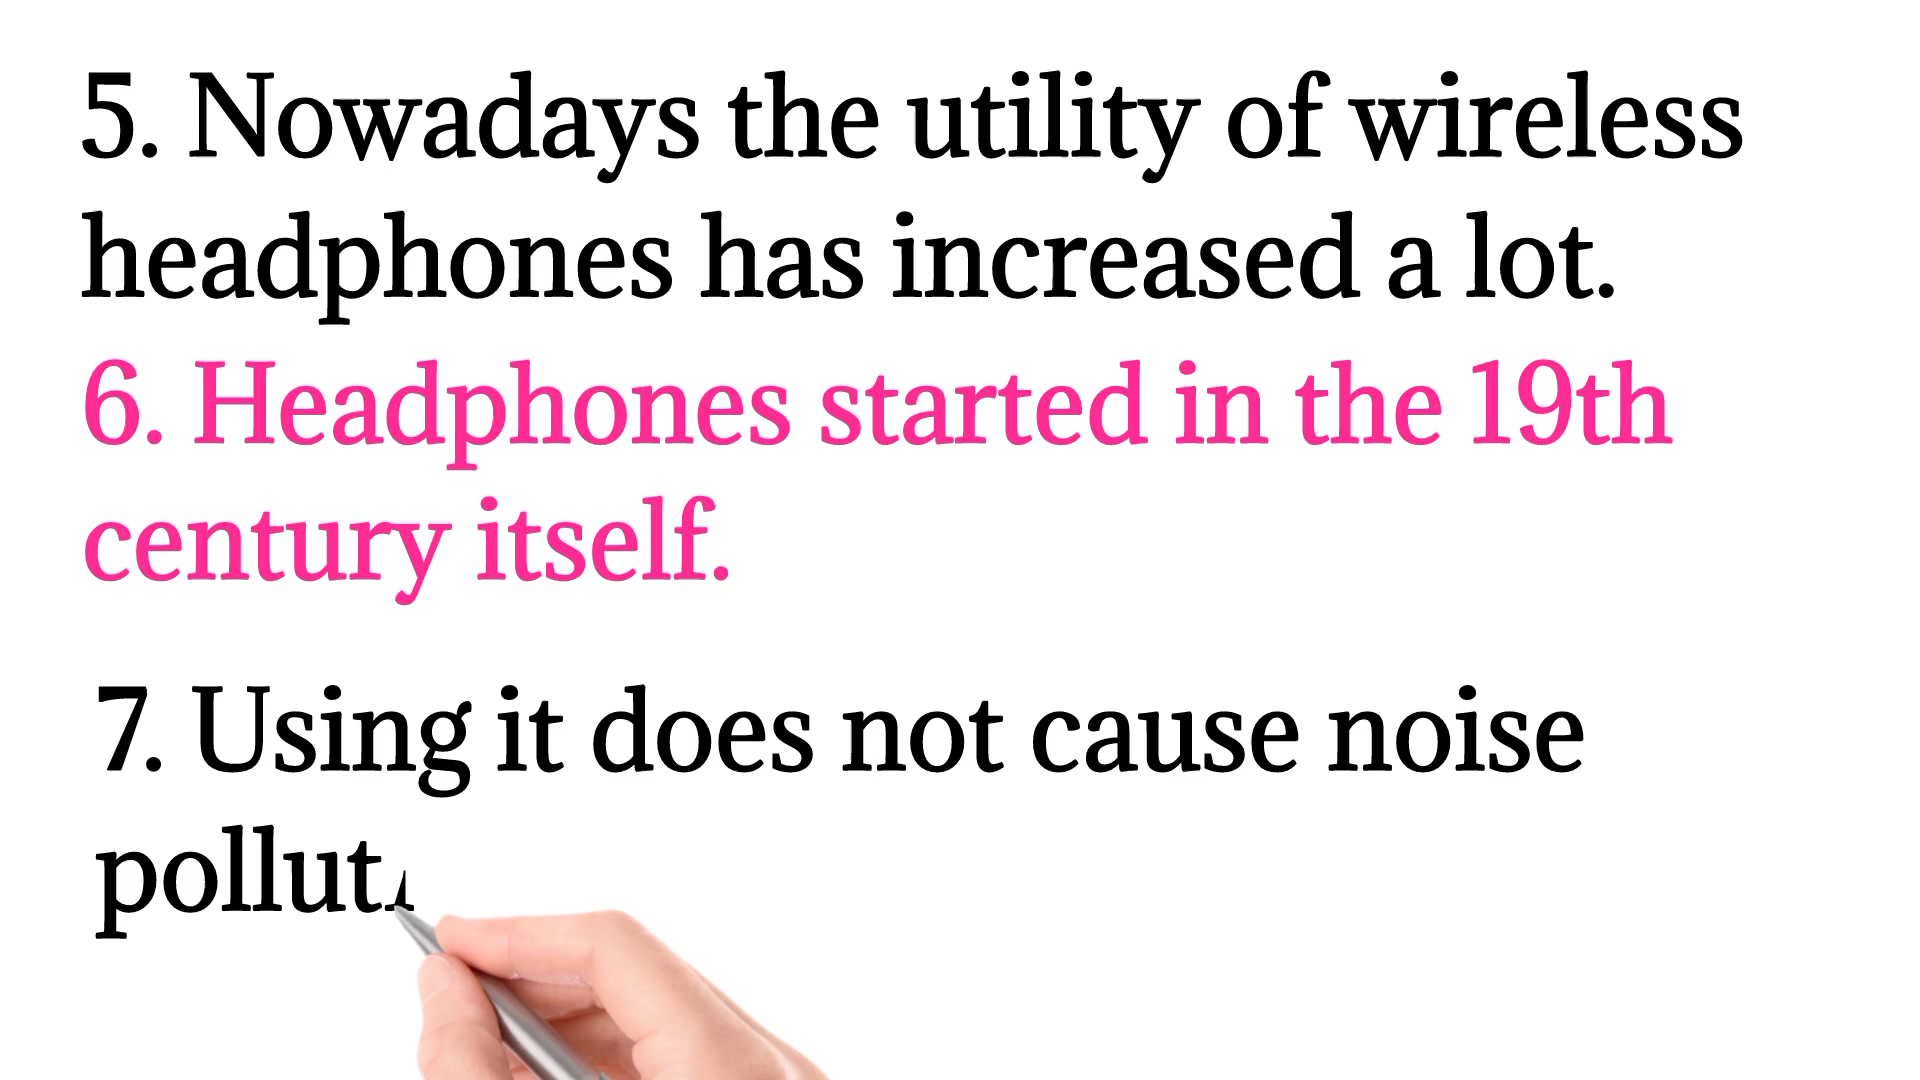 5. Nowadays the utility of wireless
headphones has increased a lot.
6. Headphones started in the 19th
century itself.
7. Using it does not cause noise
pollut